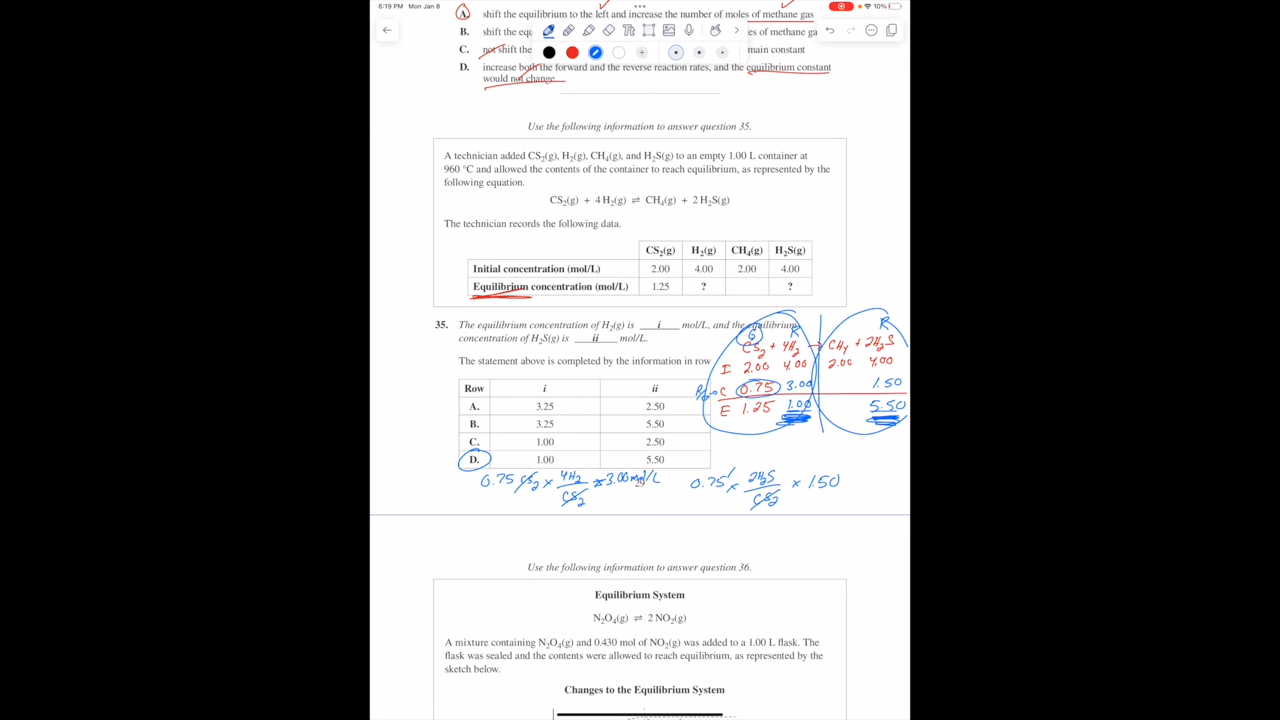 6:19 PM Mon Jan 8
10%
A. shift the equilibrium to the left and increase the number of moles of methane gas
B. shift the equ es of methane ga
C. not shift the main constant
D. increase both the forward and the reverse reaction rates, and the equilibrium constant
would not change
Use the following information to answer question 35.
A technician added CS₂(g), H₂(g), CH₄(g), and H₂S(g) to an empty 1.00 L container at
960 °C and allowed the contents of the container to reach equilibrium, as represented by the
following equation.
CS₂(g) + 4 H₂(g) ⇌ CH₄(g) + 2 H₂S(g)
The technician records the following data.
CS₂(g) H₂(g) CH₄(g) H₂S(g)
Initial concentration (mol/L) 2.00 4.00 2.00 4.00
Equilibrium concentration (mol/L) 1.25 ? ?
35. The equilibrium concentration of H₂(g) is i mol/L, and the equilibrium
concentration of H₂S(g) is ii mol/L.
The statement above is completed by the information in row
Row i ii
A. 3.25 2.50
B. 3.25 5.50
C. 1.00 2.50
D. 1.00 5.50
G R R
CS₂ + 4H₂ → CH₄ + 2H₂S
I 2.00 4.00 2.00 4.00
C 0.75 3.00 1.50
E 1.25 1.00 5.50
0.75 CS₂ × 4H₂ × 3.00 mol/L 0.75 × 2H₂S × 1.50
CS₂ CS₂
Use the following information to answer question 36.
Equilibrium System
N₂O₄(g) ⇌ 2 NO₂(g)
A mixture containing N₂O₄(g) and 0.430 mol of NO₂(g) was added to a 1.00 L flask. The
flask was sealed and the contents were allowed to reach equilibrium, as represented by the
sketch below.
Changes to the Equilibrium System